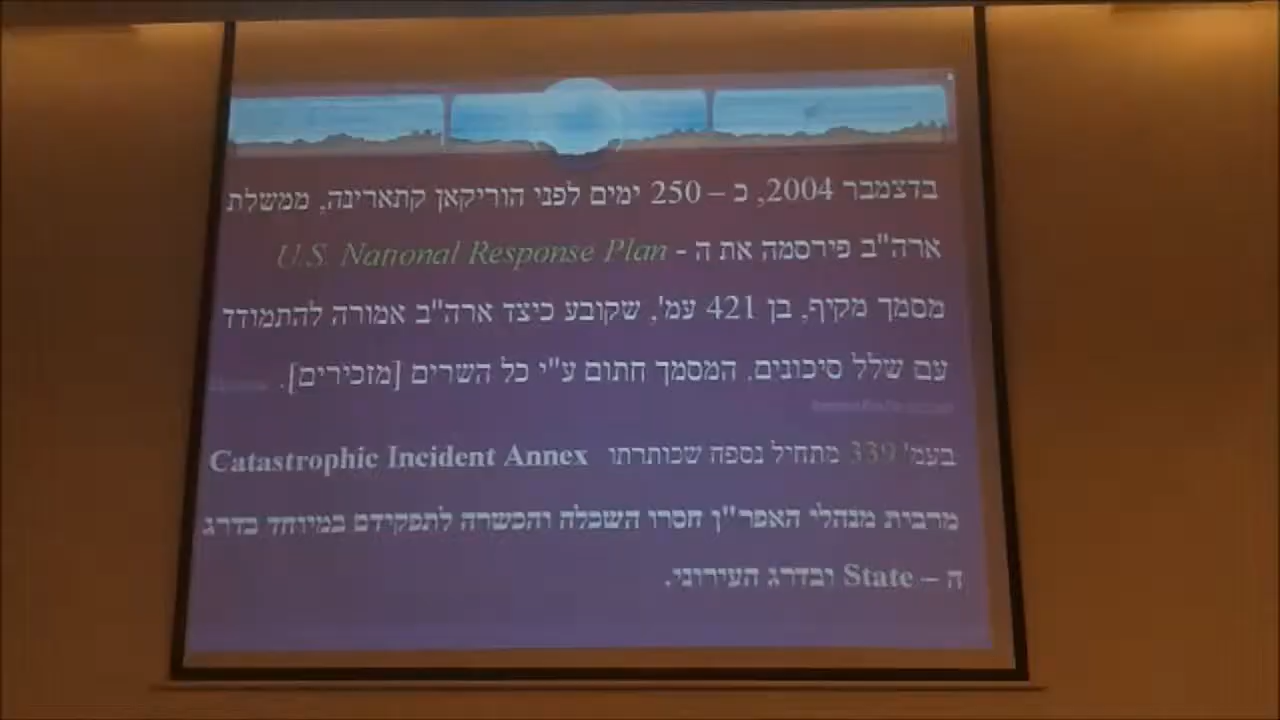 בדצמבר 2004, כ – 250 ימים לפני הוריקאן קתארינה, ממשלת
ארה"ב פירסמה את ה - U.S. National Response Plan
מסמך מקיף, בן 421 עמ', שקובע כיצד ארה"ב אמורה להתמודד
עם שלל סיכונים. המסמך חתום ע"י כל השרים [מזכירים].
בעמ' 339 מתחיל נספח שכותרתו Catastrophic Incident Annex
מרבית מנהלי האפר"ן חסרו השכלה והכשרה לתפקידם במיוחד בדרג
ה – State ובדרג העירוני.